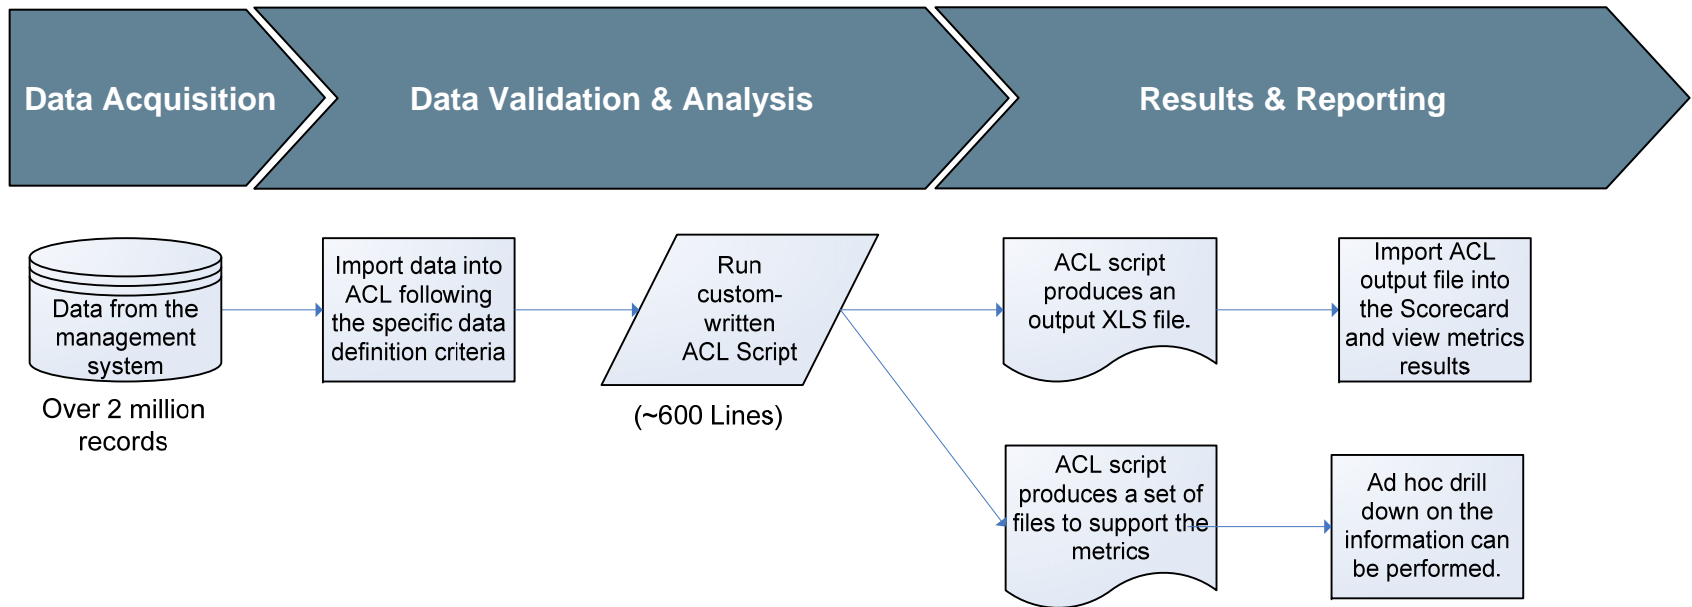 Data Acquisition
Data Validation & Analysis
Results & Reporting
Data from the
management
system
Over 2 million
records
Import data into
ACL following
the specific data
definition criteria
Run
custom-
written
ACL Script
(~600 Lines)
ACL script
produces an
output XLS file.
Import ACL
output file into
the Scorecard
and view metrics
results
ACL script
produces a set of
files to support the
metrics
Ad hoc drill
down on the
information can
be performed.